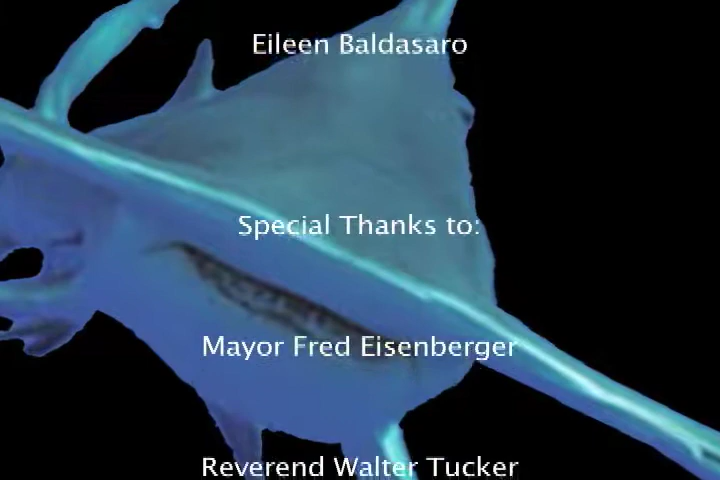 Eileen Baldasaro
Special Thanks to:
Mayor Fred Eisenberger
Reverend Walter Tucker